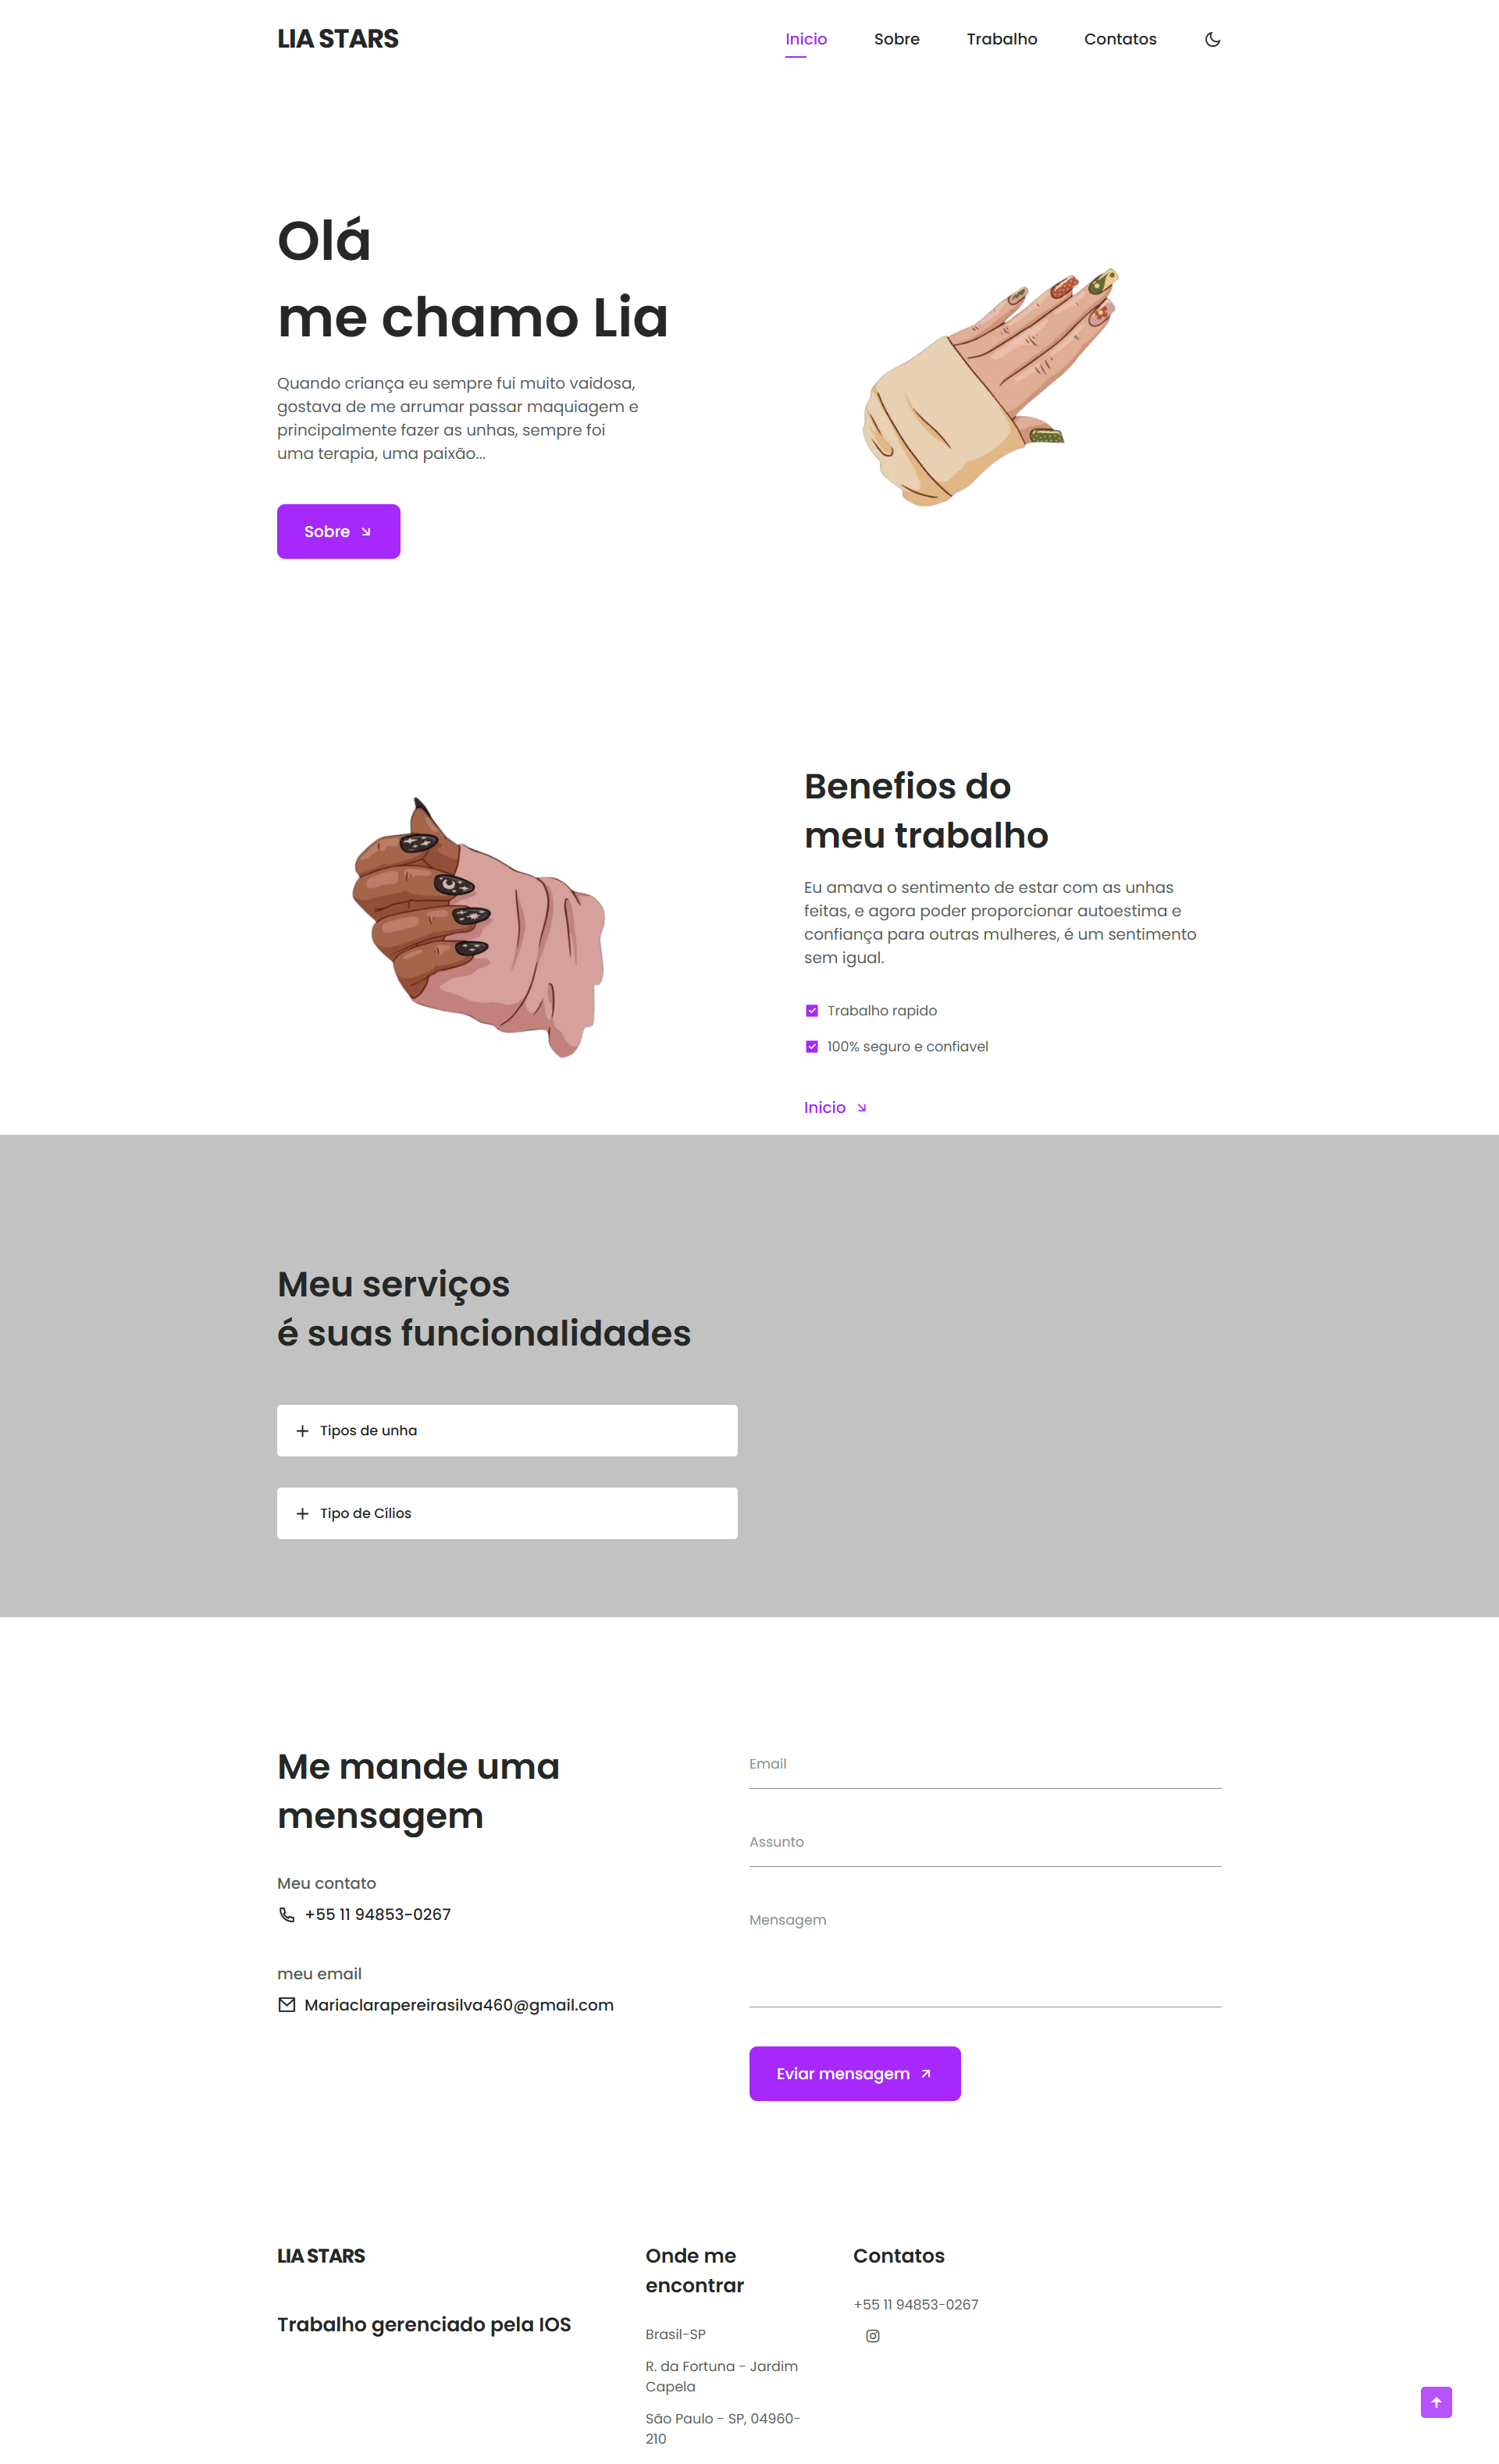 LIA STARS
Inicio
Sobre
Trabalho
Contatos
Olá
me chamo Lia
Quando criança eu sempre fui muito vaidosa,
gostava de me arrumar passar maquiagem e
principalmente fazer as unhas, sempre foi
uma terapia, uma paixão...
Sobre
Benefios do
meu trabalho
Eu amava o sentimento de estar com as unhas
feitas, e agora poder proporcionar autoestima e
confiança para outras mulheres, é um sentimento
sem igual.
Trabalho rapido
100% seguro e confiavel
Inicio
Meu serviços
é suas funcionalidades
Tipos de unha
Tipo de Cílios
Me mande uma
mensagem
Meu contato
+55 11 94853-0267
meu email
Mariaclarapereirasilva460@gmail.com
Email
Assunto
Mensagem
Eviar mensagem
LIA STARS
Trabalho gerenciado pela IOS
Onde me
encontrar
Brasil-SP
R. da Fortuna - Jardim
Capela
São Paulo - SP, 04960-
210
Contatos
+55 11 94853-0267